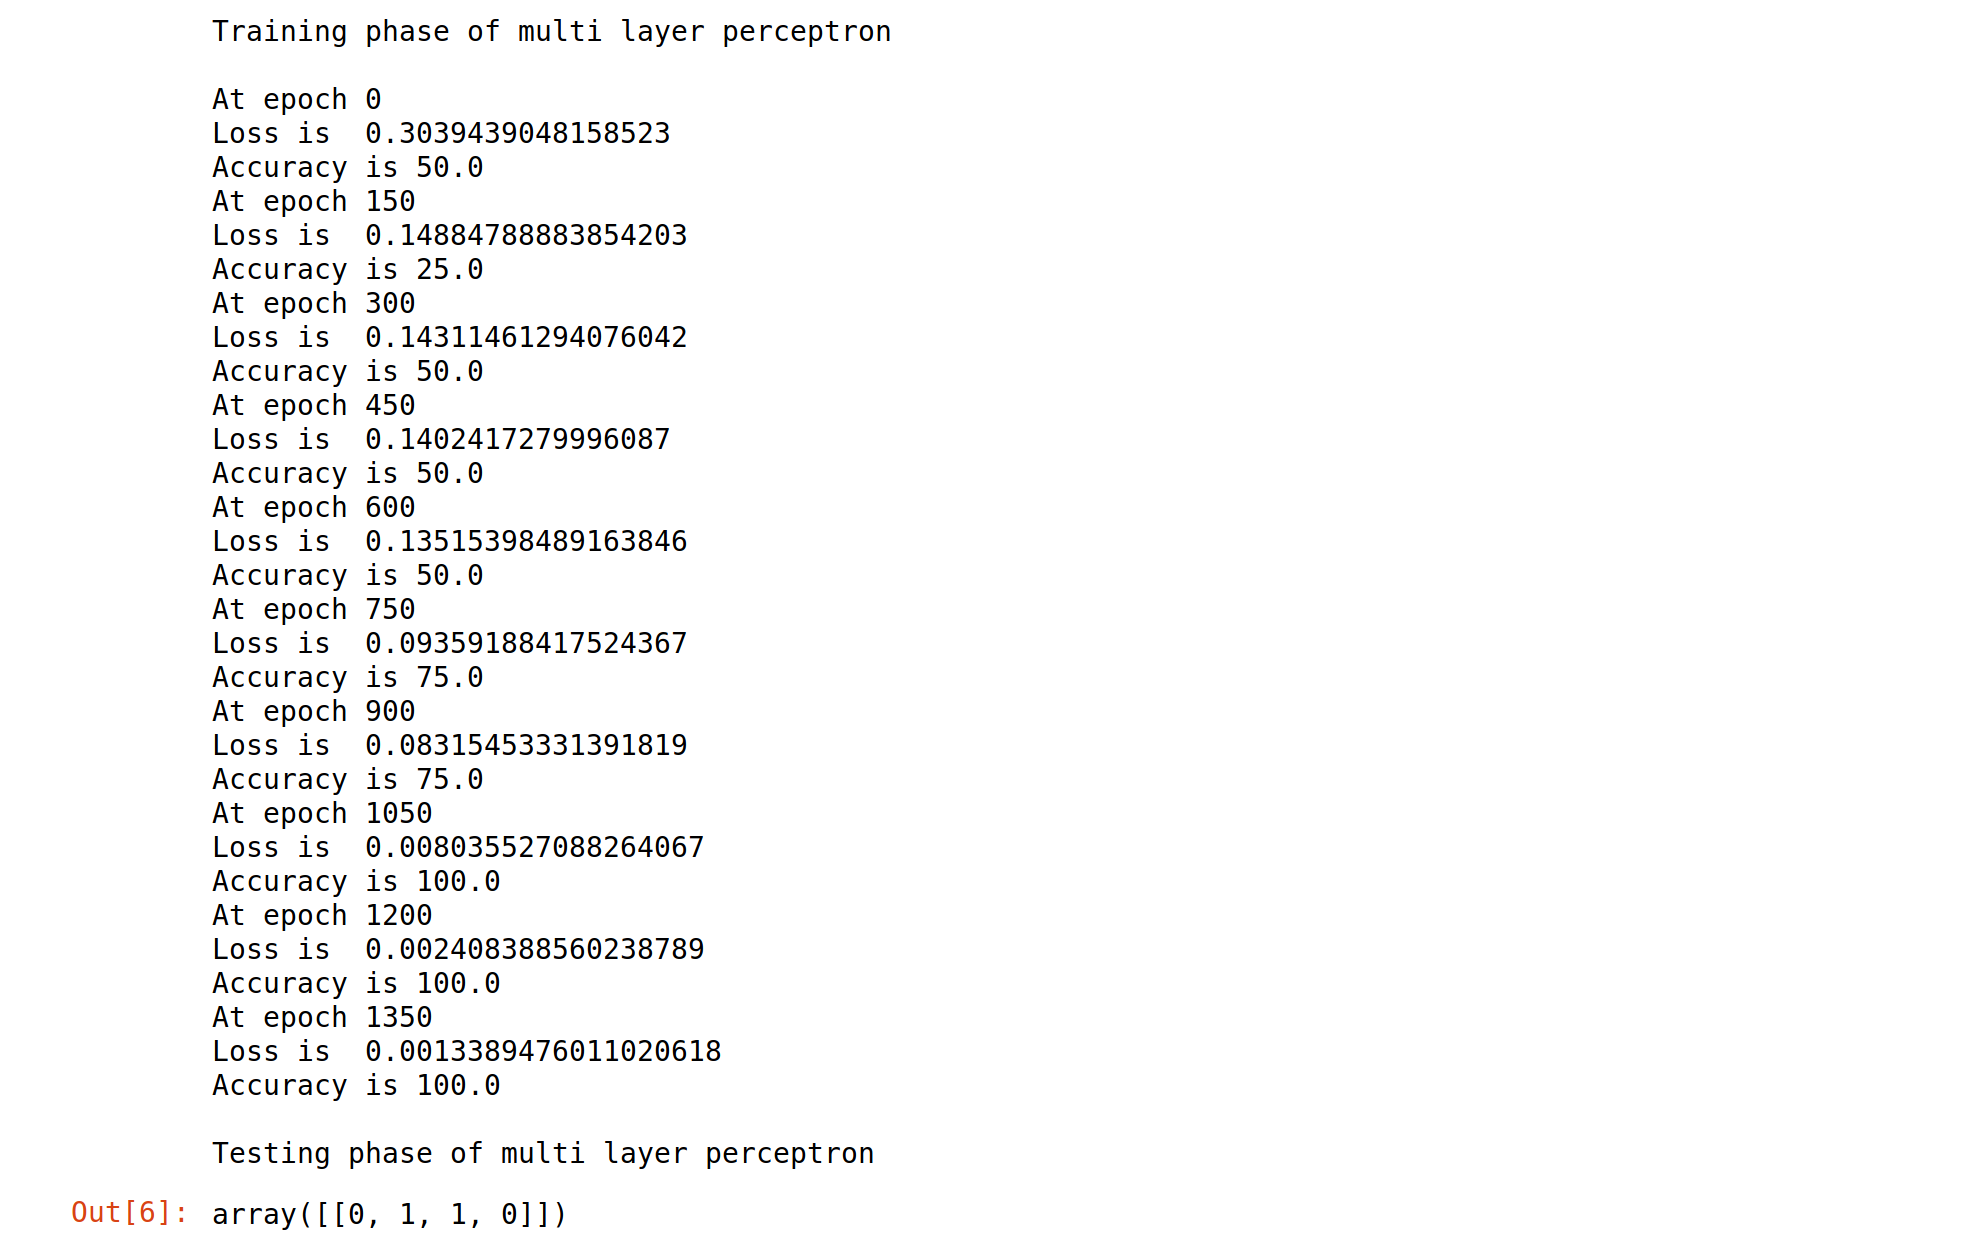 Training phase of multi layer perceptron
At epoch 0
Loss is  0.3039439048158523
Accuracy is 50.0
At epoch 150
Loss is  0.14884788883854203
Accuracy is 25.0
At epoch 300
Loss is  0.14311461294076042
Accuracy is 50.0
At epoch 450
Loss is  0.1402417279996087
Accuracy is 50.0
At epoch 600
Loss is  0.13515398489163846
Accuracy is 50.0
At epoch 750
Loss is  0.09359188417524367
Accuracy is 75.0
At epoch 900
Loss is  0.08315453331391819
Accuracy is 75.0
At epoch 1050
Loss is  0.008035527088264067
Accuracy is 100.0
At epoch 1200
Loss is  0.002408388560238789
Accuracy is 100.0
At epoch 1350
Loss is  0.0013389476011020618
Accuracy is 100.0
Testing phase of multi layer perceptron
Out[6]: array([[0, 1, 1, 0]])